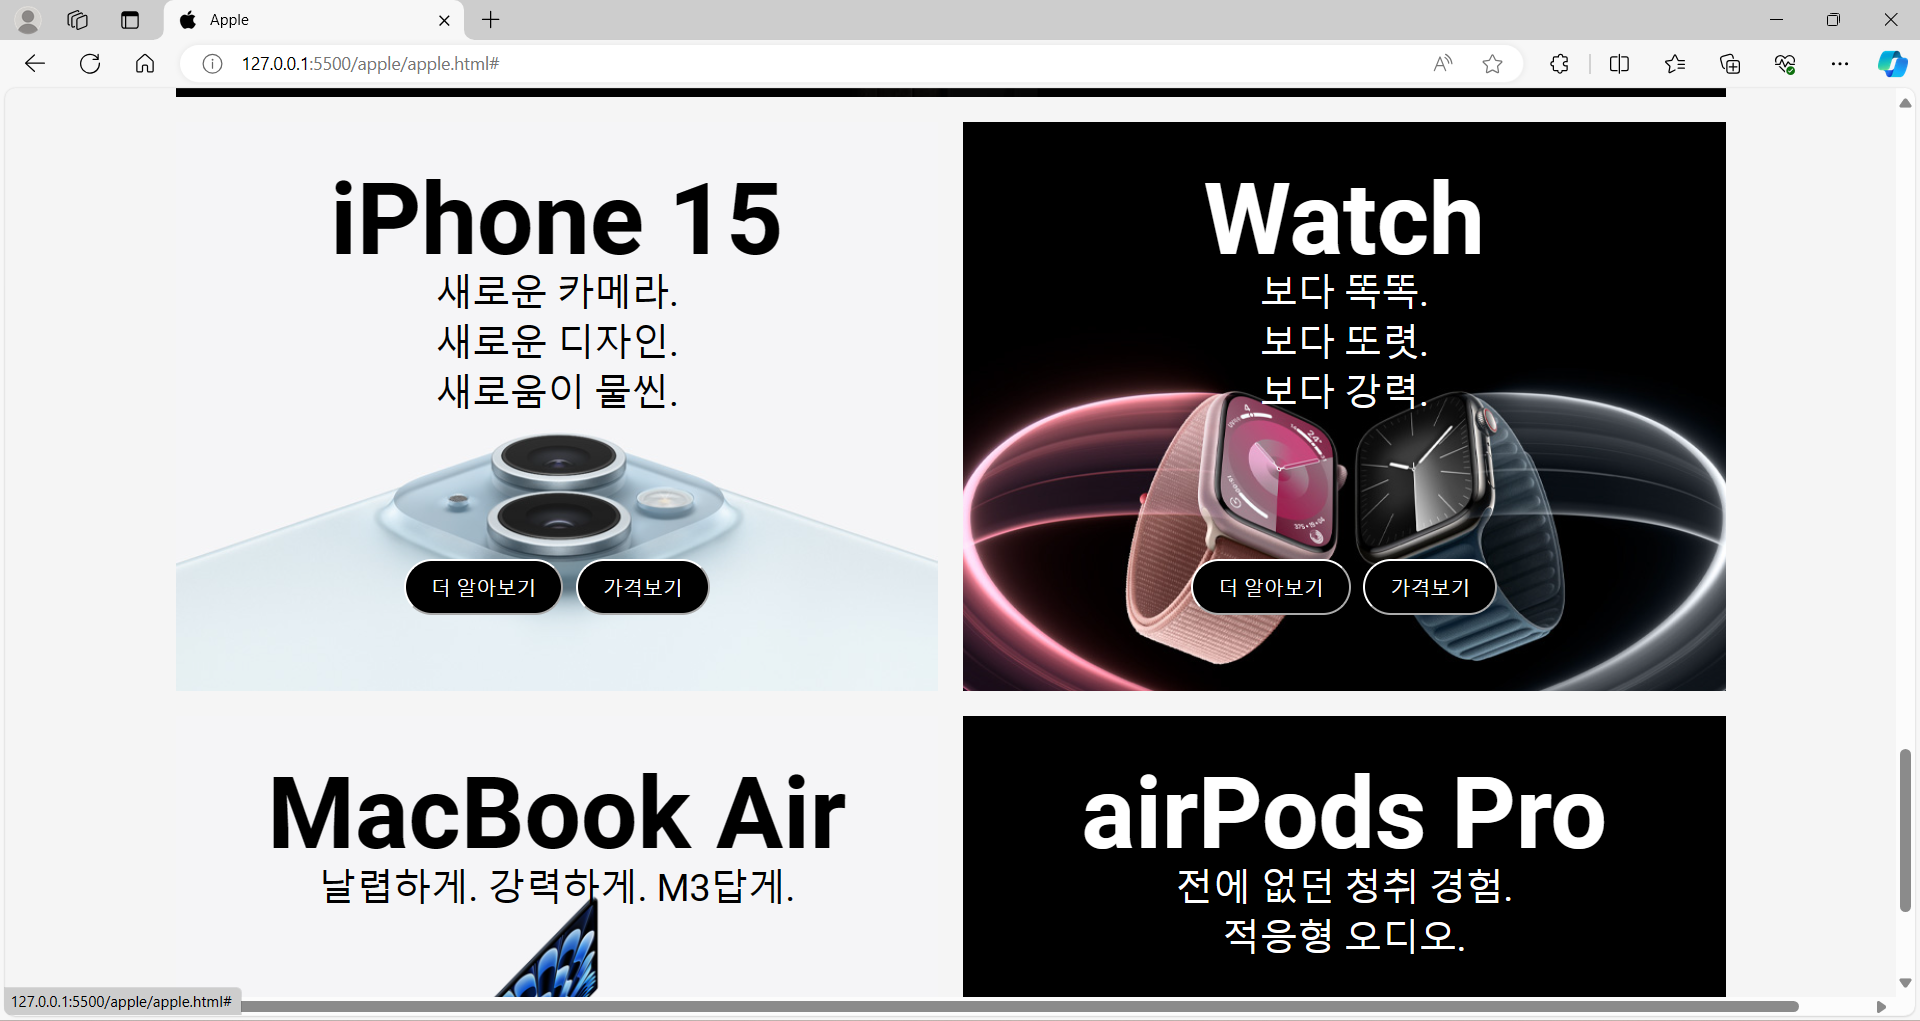 Apple
127.0.0.1:5500/apple/apple.html#
iPhone 15
새로운 카메라.
새로운 디자인.
새로움이 물씬.
더 알아보기
가격보기
Watch
보다 똑똑.
보다 또렷.
보다 강력.
더 알아보기
가격보기
MacBook Air
날렵하게. 강력하게. M3답게.
airPods Pro
전에 없던 청취 경험.
적응형 오디오.
127.0.0.1:5500/apple/apple.html#